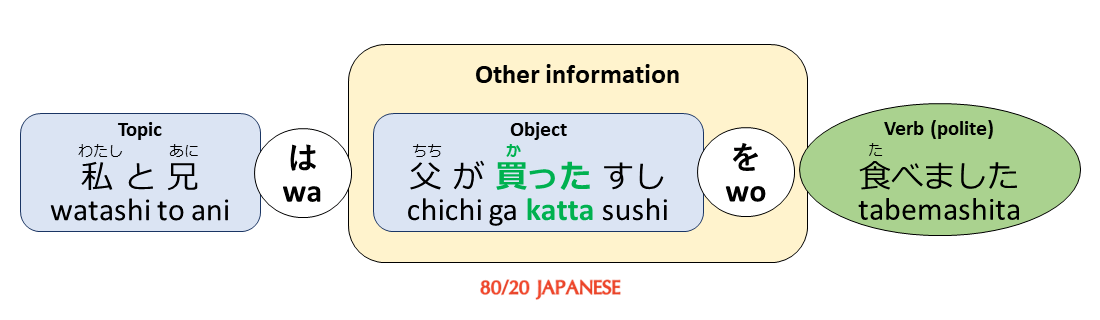 Other information
Topic
わたし あに
私 と 兄
watashi to ani
は
wa
Object
ちち か
父 が 買った すし
chichi ga katta sushi
を
wo
Verb (polite)
た
食べました
tabemashita
80/20 JAPANESE